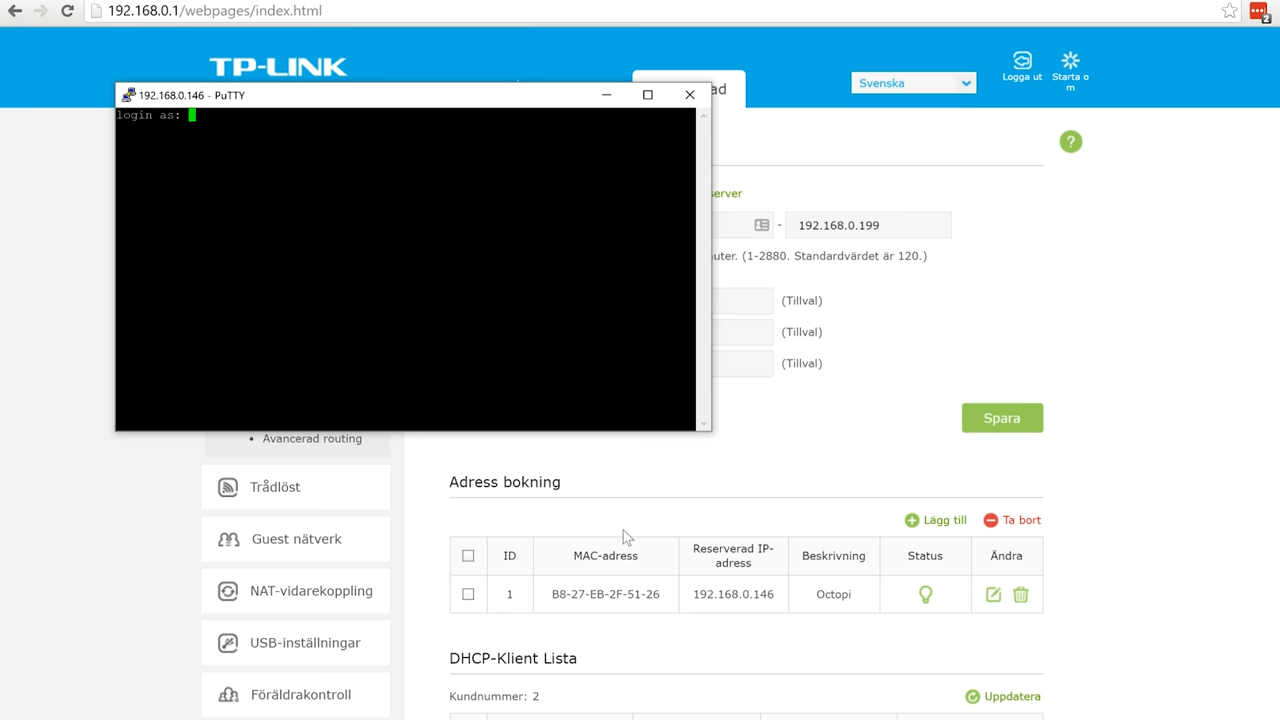 192.168.0.1/webpages/index.html
2
TP-LINK
ad
Svenska
Logga ut
Starta o
m
192.168.0.146 - PuTTY
login as:
?
server
- 192.168.0.199
uter. (1-2880. Standardvärdet är 120.)
(Tillval)
(Tillval)
(Tillval)
Spara
• Avancerad routing
Trådlöst
Guest nätverk
NAT-vidarekoppling
USB-inställningar
Föräldrakontroll
Adress bokning
Lägg till
Ta bort
ID
MAC-adress
Reserverad IP-
adress
Beskrivning
Status
Ändra
1
B8-27-EB-2F-51-26
192.168.0.146
Octopi
DHCP-Klient Lista
Kundnummer: 2
Uppdatera